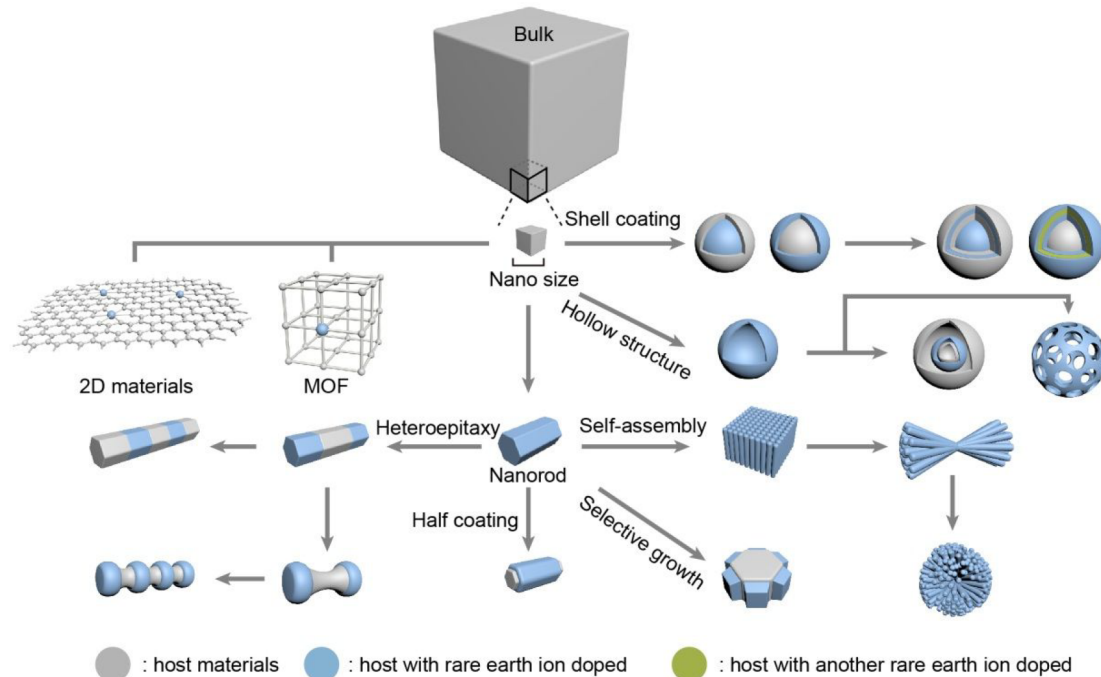 Bulk
Shell coating
Nano size
Hollow structure
2D materials
MOF
Heteroepitaxy
Self-assembly
Nanorod
Half coating
Selective growth
: host materials
: host with rare earth ion doped
: host with another rare earth ion doped